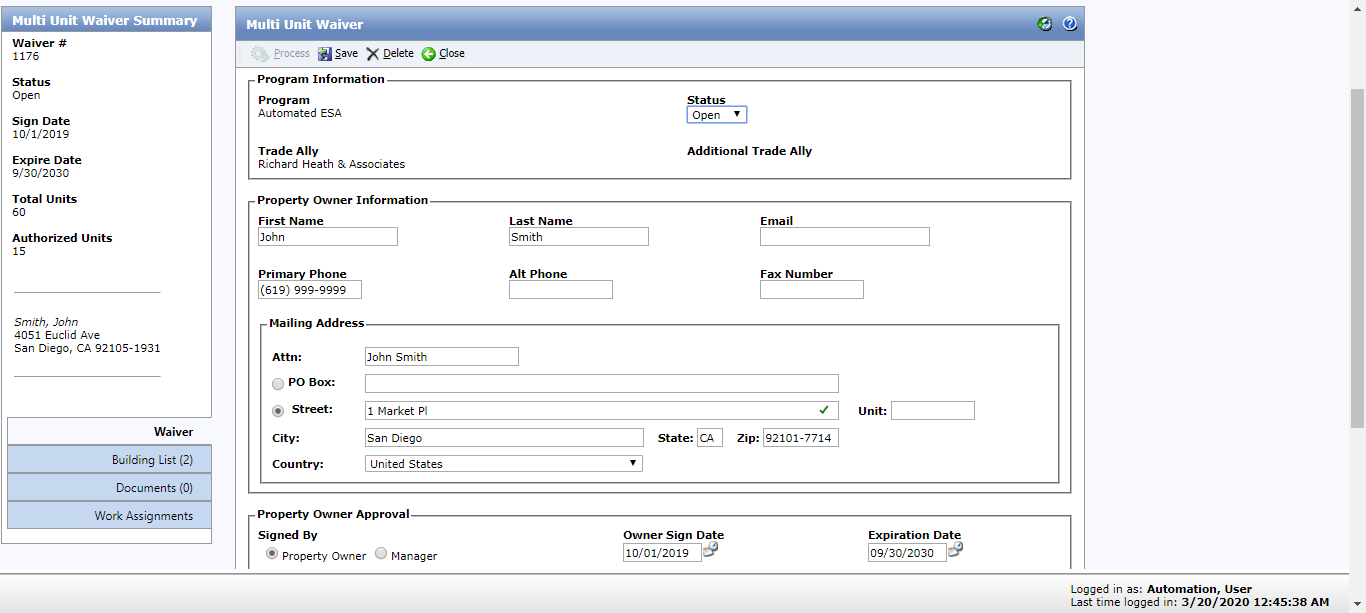 Multi Unit Waiver Summary
Waiver #
1176
Status
Open
Sign Date
10/1/2019
Expire Date
9/30/2030
Total Units
60
Authorized Units
15
Smith, John
4051 Euclid Ave
San Diego, CA 92105-1931
Waiver
Building List (2)
Documents (0)
Work Assignments
Multi Unit Waiver
Process Save Delete Close
Program Information
Program
Automated ESA
Status
Open
Trade Ally
Richard Heath & Associates
Additional Trade Ally
Property Owner Information
First Name Last Name Email
John Smith
Primary Phone Alt Phone Fax Number
(619) 999-9999
Mailing Address
Attn: John Smith
PO Box:
Street: 1 Market Pl Unit:
City: San Diego State: CA Zip: 92101-7714
Country: United States
Property Owner Approval
Signed By Owner Sign Date Expiration Date
Property Owner Manager 10/01/2019 09/30/2030
Logged in as: Automation, User
Last time logged in: 3/20/2020 12:45:38 AM